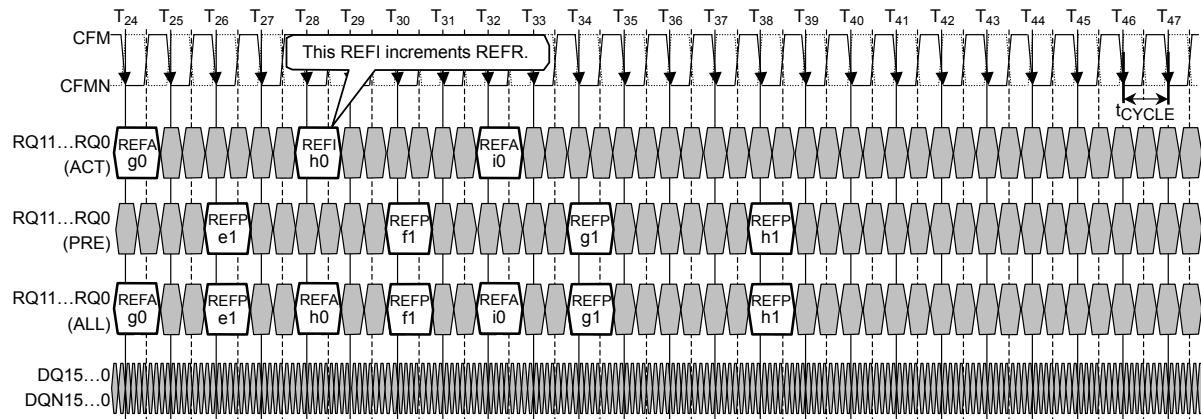 T24 T25 T26 T27 T28 T29 T30 T31 T32 T33 T34 T35 T36 T37 T38 T39 T40 T41 T42 T43 T44 T45 T46 T47
CFM
This REFI increments REFR.
CFMN
tCYCLE
RQ11…RQ0
(ACT)
REFA
g0
REFI
h0
REFA
i0
RQ11…RQ0
(PRE)
REFP
e1
REFP
f1
REFP
g1
REFP
h1
RQ11…RQ0
(ALL)
REFA
g0
REFP
e1
REFA
h0
REFP
f1
REFA
i0
REFP
g1
REFP
h1
DQ15…0
DQN15…0